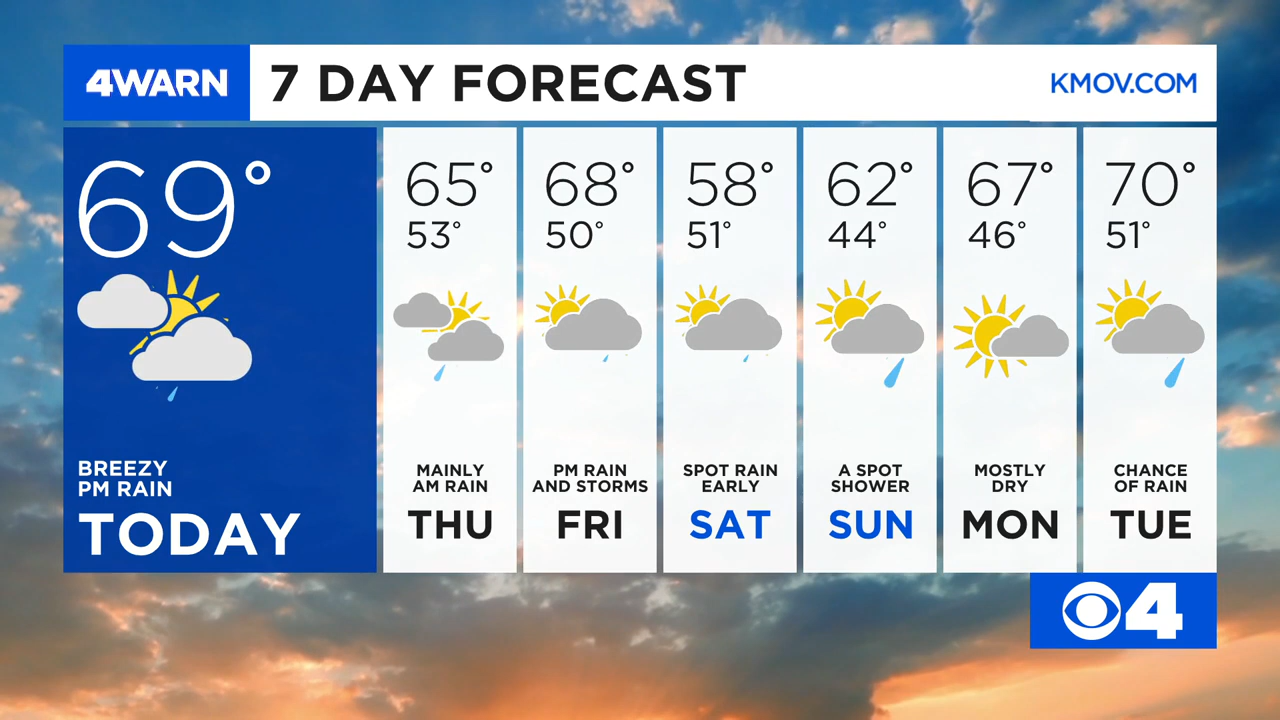 4WARN
7 DAY FORECAST
KMOV.COM
69°
BREEZY
PM RAIN
TODAY
65°
53°
MAINLY
AM RAIN
THU
68°
50°
PM RAIN
AND STORMS
FRI
58°
51°
SPOT RAIN
EARLY
SAT
62°
44°
A SPOT
SHOWER
SUN
67°
46°
MOSTLY
DRY
MON
70°
51°
CHANCE
OF RAIN
TUE
4